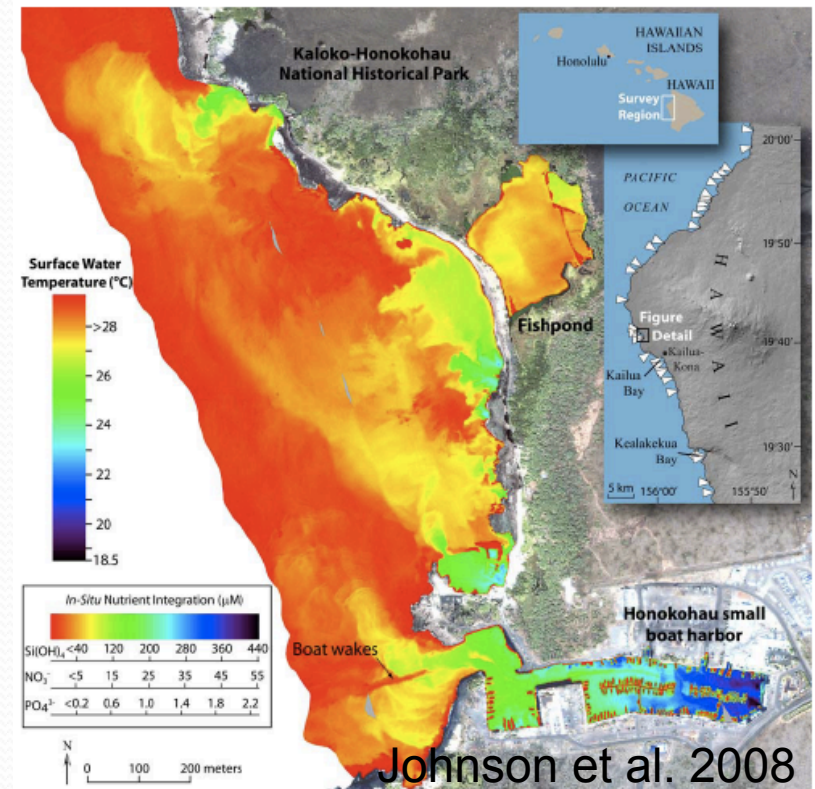 Kaloko-Honokohau
National Historical Park
HAWAIIAN
ISLANDS
Honolulu
HAWAII
Survey
Region
20°00'
PACIFIC
OCEAN
19°50'
HAWAII
Figure
Detail
19°40'
Kailua-
Kona
Kailua
Bay
Kealakekua
Bay
19°30'
N
5 km
156°00'
155°50'
Surface Water
Temperature (°C)
>28
26
24
22
20
18.5
Fishpond
In-Situ Nutrient Integration (µM)
Si(OH)₄ <40 120 200 280 360 440
NO₃⁻ <5 15 25 35 45 55
PO₄³⁻ <0.2 0.6 1.0 1.4 1.8 2.2
Boat wakes
Honokohau small
boat harbor
N
0 100 200 meters
Johnson et al. 2008